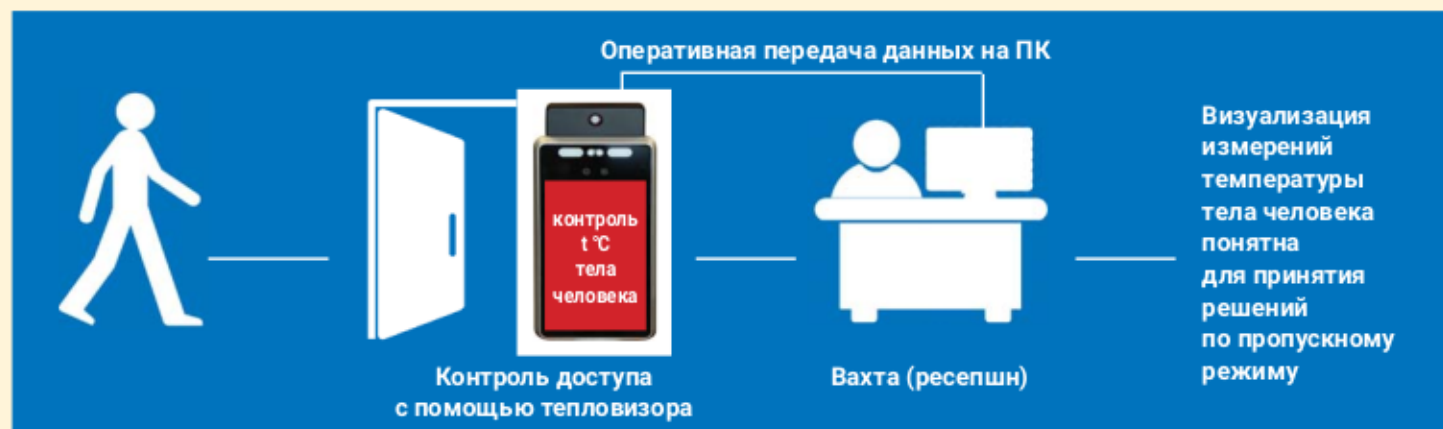 Оперативная передача данных на ПК
контроль
t °C
тела
человека
Контроль доступа
с помощью тепловизора
Вахта (ресепшн)
Визуализация
измерений
температуры
тела человека
понятна
для принятия
решений
по пропускному
режиму